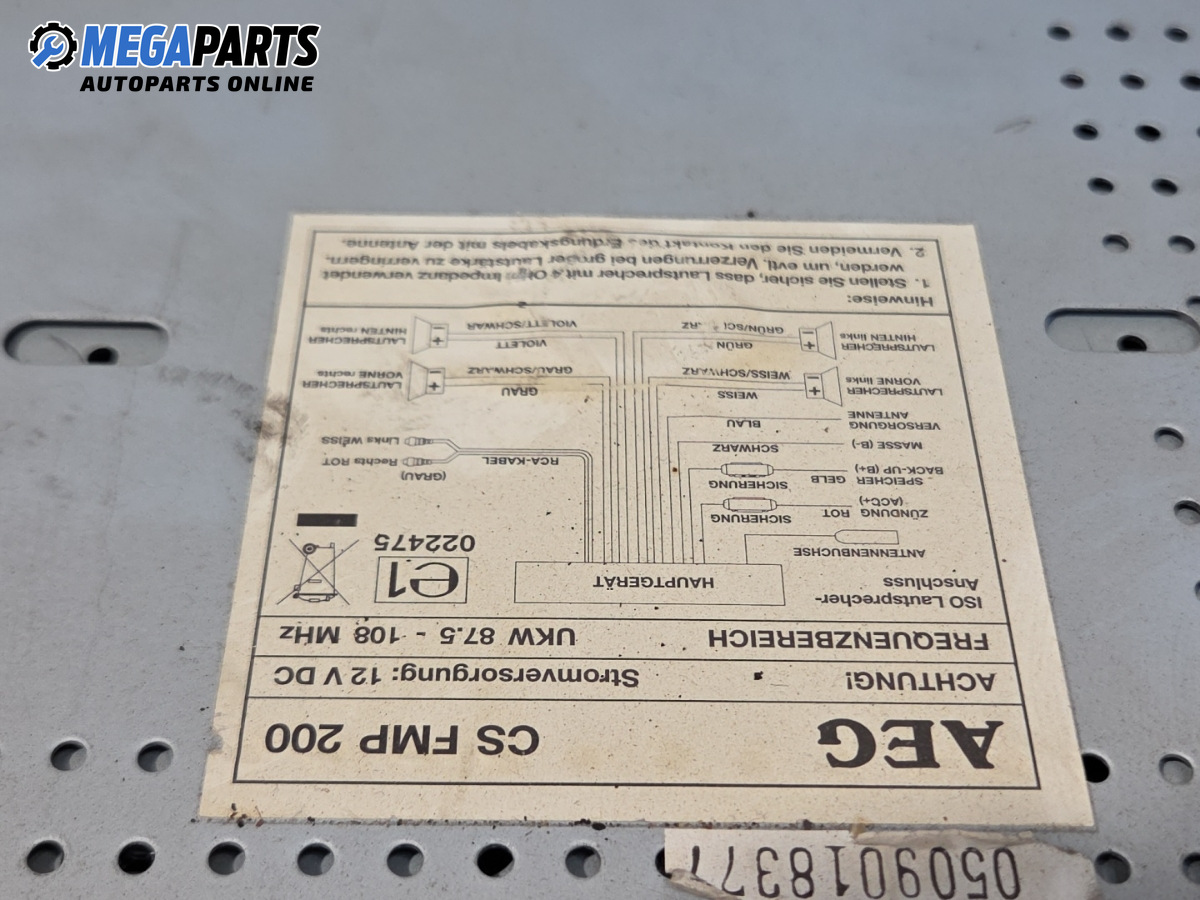 MEGAPARTS
AUTOPARTS ONLINE
AEG CS FMP 200
ACHTUNG! Stromversorgung: 12 V DC
FREQUENZBEREICH UKW 87.5 - 108 MHz
ISO Lautsprecher-
Anschluss
HAUPTGERÄT
e1
022475
ANTENNENBUCHSE
ZÜNDUNG ROT SICHERUNG
(ACC+)
SPEICHER GELB SICHERUNG
BACK-UP (B+)
MASSE (B-) SCHWARZ
VERSORGUNG BLAU
ANTENNE
RCA-KABEL
(GRAU)
Rechts ROT
Links WEISS
LAUTSPRECHER
VORNE links
+
-
WEISS
WEISS/SCHWARZ
GRAU
GRAU/SCHWARZ
+
-
LAUTSPRECHER
VORNE rechts
LAUTSPRECHER
HINTEN links
+
-
GRÜN
VIOLETT
VIOLETT/SCHWAR
+
-
LAUTSPRECHER
HINTEN rechts
Hinweise:
1. Stellen Sie sicher, dass Lautsprecher mit 4 Impedanz verwendet
werden, um evtl. Verzerrungen bei großer Lautstärke zu verringern.
2. Vermeiden Sie den Kontakt des Erdungskabels mit der Antenne.
0509018377